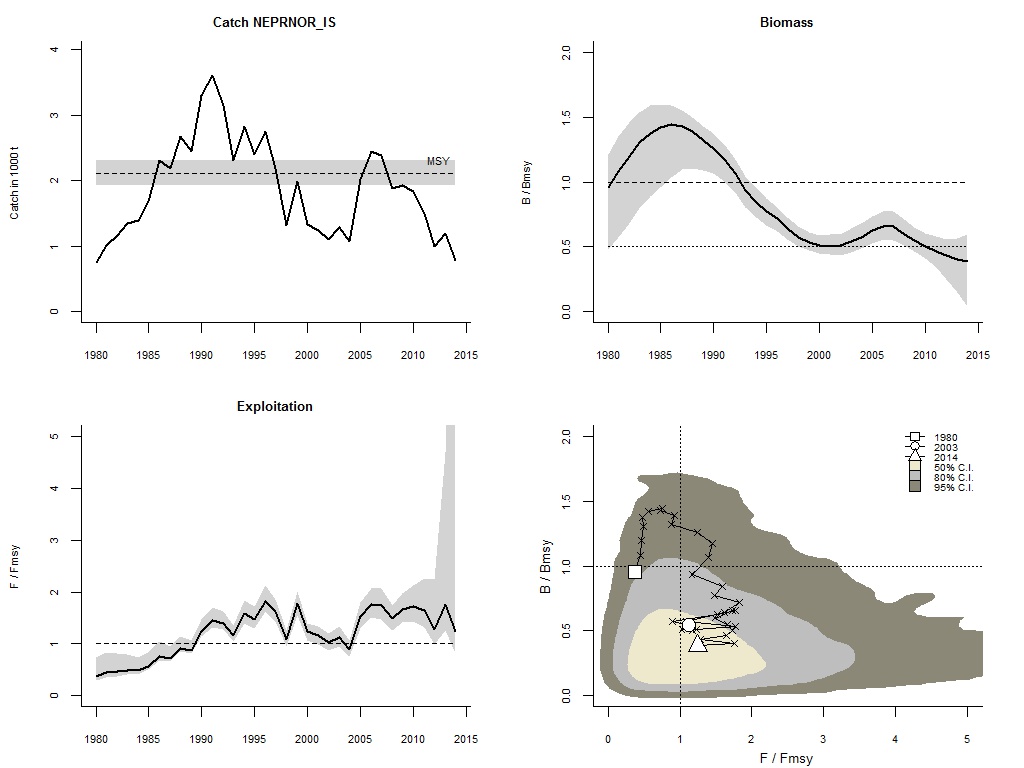 Catch NEPRNOR_IS
Catch in 1000 t
4
3
2
1
0
MSY
1980 1985 1990 1995 2000 2005 2010 2015
Biomass
B / Bmsy
2.0
1.5
1.0
0.5
0.0
1980 1985 1990 1995 2000 2005 2010 2015
Exploitation
F / Fmsy
5
4
3
2
1
0
1980 1985 1990 1995 2000 2005 2010 2015
B / Bmsy
2.0
1.5
1.0
0.5
0.0
1980
2003
2014
50% C.I.
80% C.I.
95% C.I.
0 1 2 3 4 5
F / Fmsy